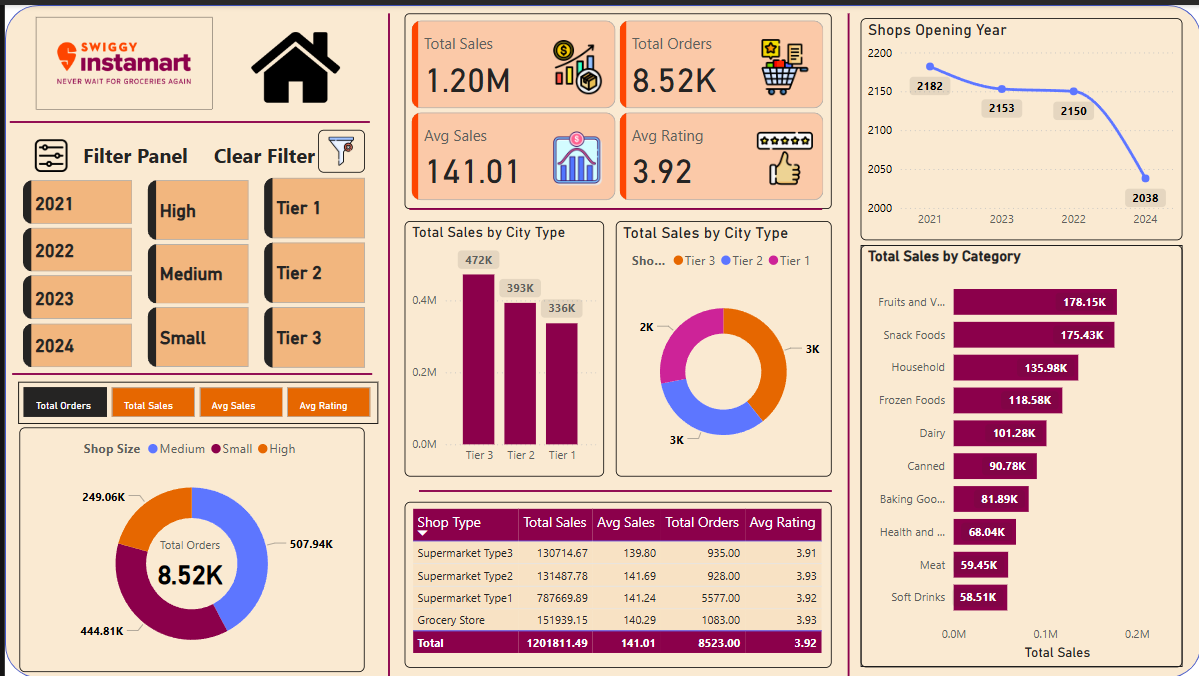 SWIGGY
instamart
NEVER WAIT FOR GROCERIES AGAIN
Filter Panel
Clear Filter
2021
2022
2023
2024
High
Medium
Small
Tier 1
Tier 2
Tier 3
Total Orders
Total Sales
Avg Sales
Avg Rating
Shop Size Medium Small High
249.06K
507.94K
444.81K
Total Orders
8.52K
Total Sales
1.20M
Total Orders
8.52K
Avg Sales
141.01
Avg Rating
3.92
Total Sales by City Type
472K
393K
336K
0.4M
0.2M
0.0M
Tier 3 Tier 2 Tier 1
Total Sales by City Type
Sho... Tier 3 Tier 2 Tier 1
2K
3K
3K
Shop Type Total Sales Avg Sales Total Orders Avg Rating
Supermarket Type3 130714.67 139.80 935.00 3.91
Supermarket Type2 131487.78 141.69 928.00 3.93
Supermarket Type1 787669.89 141.24 5577.00 3.92
Grocery Store 151939.15 140.29 1083.00 3.93
Total 1201811.49 141.01 8523.00 3.92
Shops Opening Year
2200
2150
2100
2050
2000
2182
2153
2150
2038
2021 2023 2022 2024
Total Sales by Category
Fruits and V... 178.15K
Snack Foods 175.43K
Household 135.98K
Frozen Foods 118.58K
Dairy 101.28K
Canned 90.78K
Baking Goo... 81.89K
Health and ... 68.04K
Meat 59.45K
Soft Drinks 58.51K
0.0M 0.1M 0.2M
Total Sales